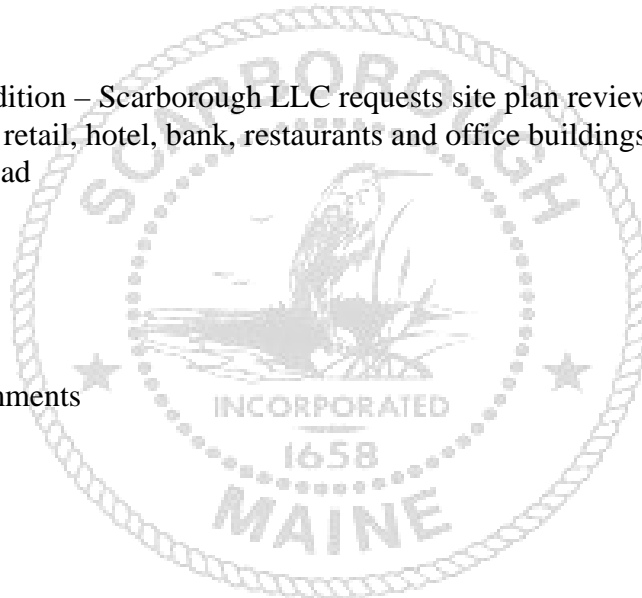 dition – Scarborough LLC requests site plan review
retail, hotel, bank, restaurants and office buildings
ad
nments
SCARBOROUGH
INCORPORATED
1658
MAINE